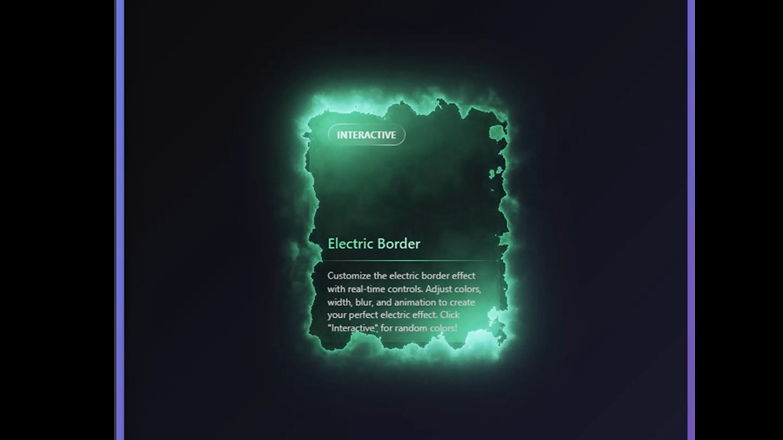 INTERACTIVE
Electric Border
Customize the electric border effect
with real-time controls. Adjust colors,
width, blur, and animation to create
your perfect electric effect. Click
"Interactive", for random colors!